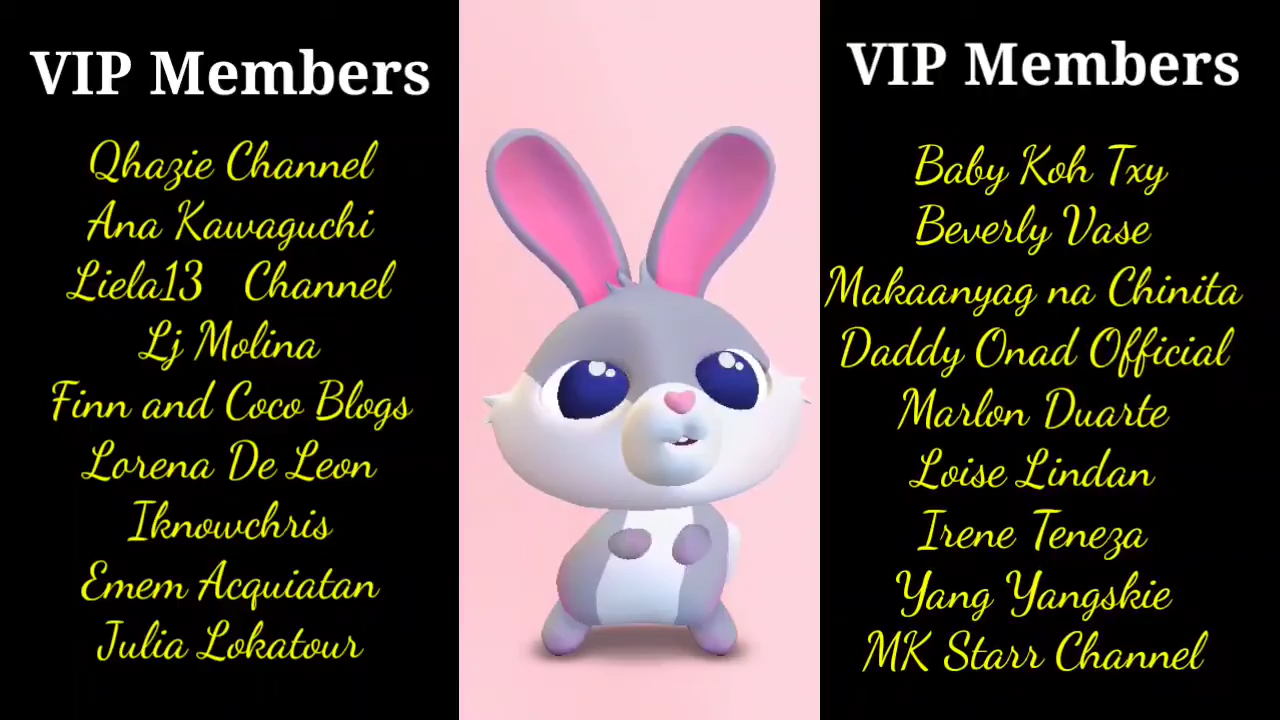 VIP Members
Qhazie Channel
Ana Kawaguchi
Liela13 Channel
Lj Molina
Finn and Coco Blogs
Lorena De Leon
Iknowchris
Emem Acquiatan
Julia Lokatour
VIP Members
Baby Koh Txy
Beverly Vase
Makaanyag na Chinita
Daddy Onad Official
Marlon Duarte
Loise Lindan
Irene Teneza
Yang Yangskie
MK Starr Channel